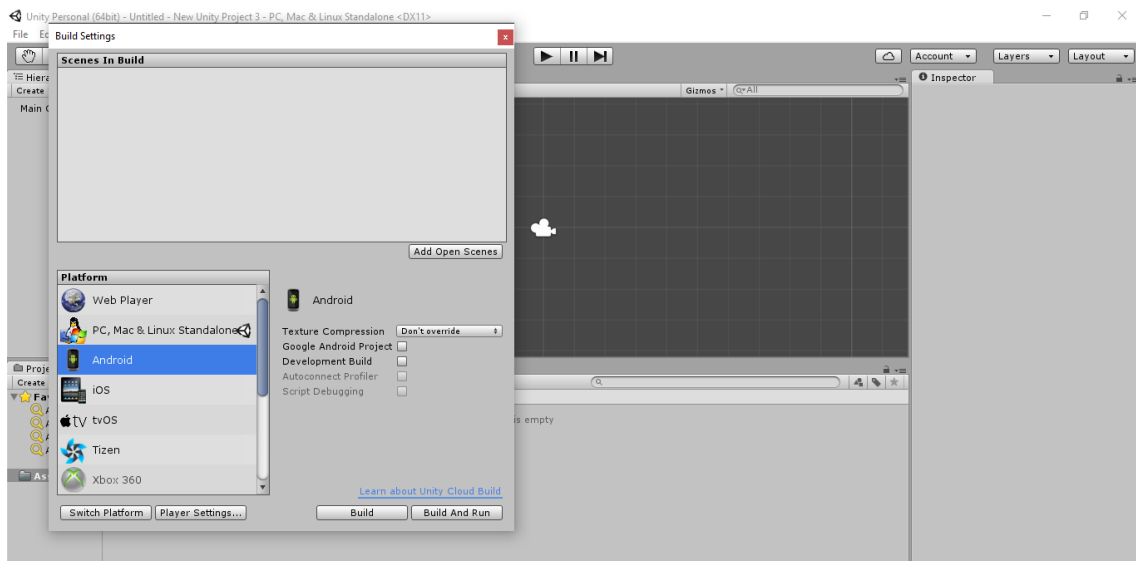 Unity Personal (64bit) - Untitled - New Unity Project 3 - PC, Mac & Linux Standalone <DX11>
File
Build Settings
x
Account
Layers
Layout
Scenes In Build
Inspector
Create
Gizmos
All
Main
Add Open Scenes
Platform
Web Player
Android
PC, Mac & Linux Standalone
Texture Compression Don't override
Google Android Project
Android
Development Build
Autoconnect Profiler
Create
iOS
Script Debugging
tv tvOS
is empty
Tizen
Xbox 360
Learn about Unity Cloud Build
Switch Platform Player Settings... Build Build And Run